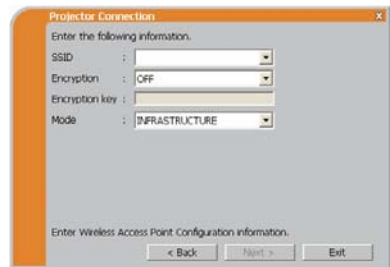 Projector Connection
Enter the following information.
SSID :
Encryption : OFF
Encryption key :
Mode : INFRASTRUCTURE
Enter Wireless Access Point Configuration information.
< Back Next > Exit